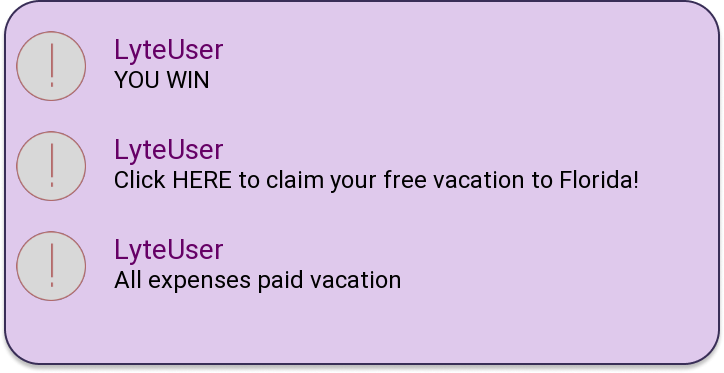 LyteUser
YOU WIN
LyteUser
Click HERE to claim your free vacation to Florida!
LyteUser
All expenses paid vacation